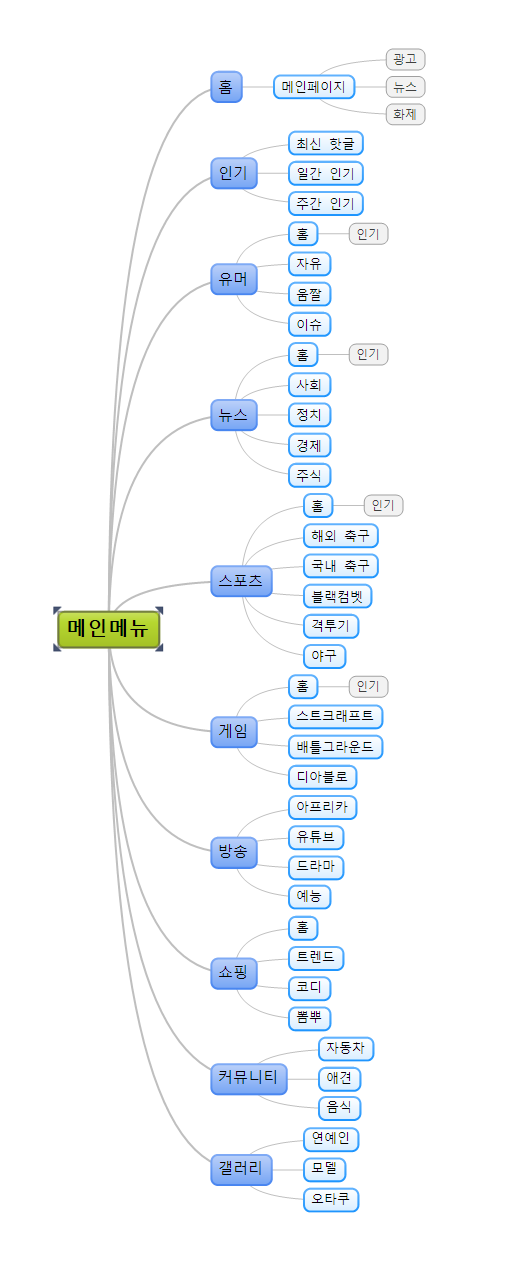 메인메뉴
홈
메인페이지
광고
뉴스
화제
인기
최신 핫글
일간 인기
주간 인기
유머
홈
인기
자유
움짤
이슈
뉴스
홈
인기
사회
정치
경제
주식
스포츠
홈
인기
해외 축구
국내 축구
블랙컴벳
격투기
야구
게임
홈
인기
스트크래프트
배틀그라운드
디아블로
방송
아프리카
유튜브
드라마
예능
쇼핑
홈
트렌드
코디
뽐뿌
커뮤니티
자동차
애견
음식
갤러리
연예인
모델
오타쿠